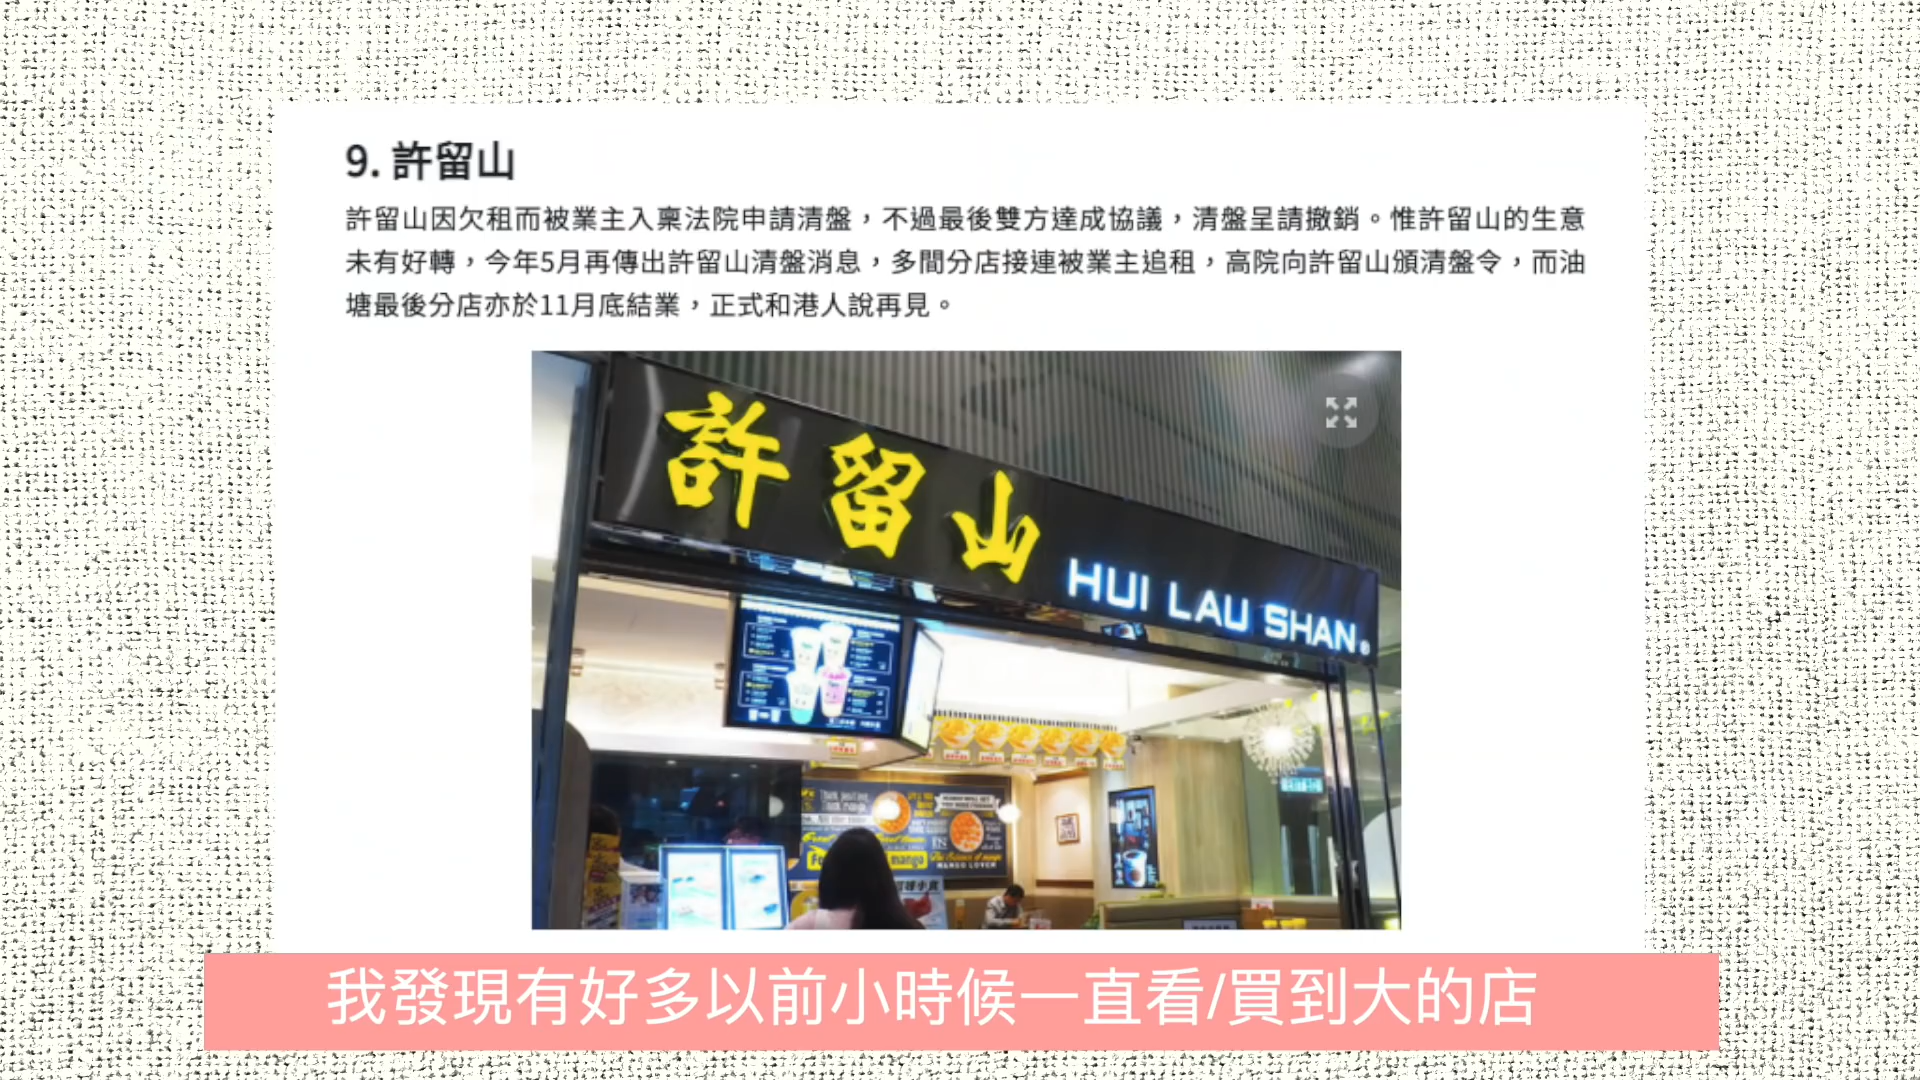 9. 許留山
許留山因欠租而被業主入稟法院申請清盤，不過最後雙方達成協議，清盤呈請撤銷。惟許留山的生意
未有好轉，今年5月再傳出許留山清盤消息，多間分店接連被業主追租，高院向許留山頒清盤令，而油
塘最後分店亦於11月底結業，正式和港人說再見。
許留山
HUI LAU SHAN
mango
我發現有好多以前小時候一直看/買到大的店